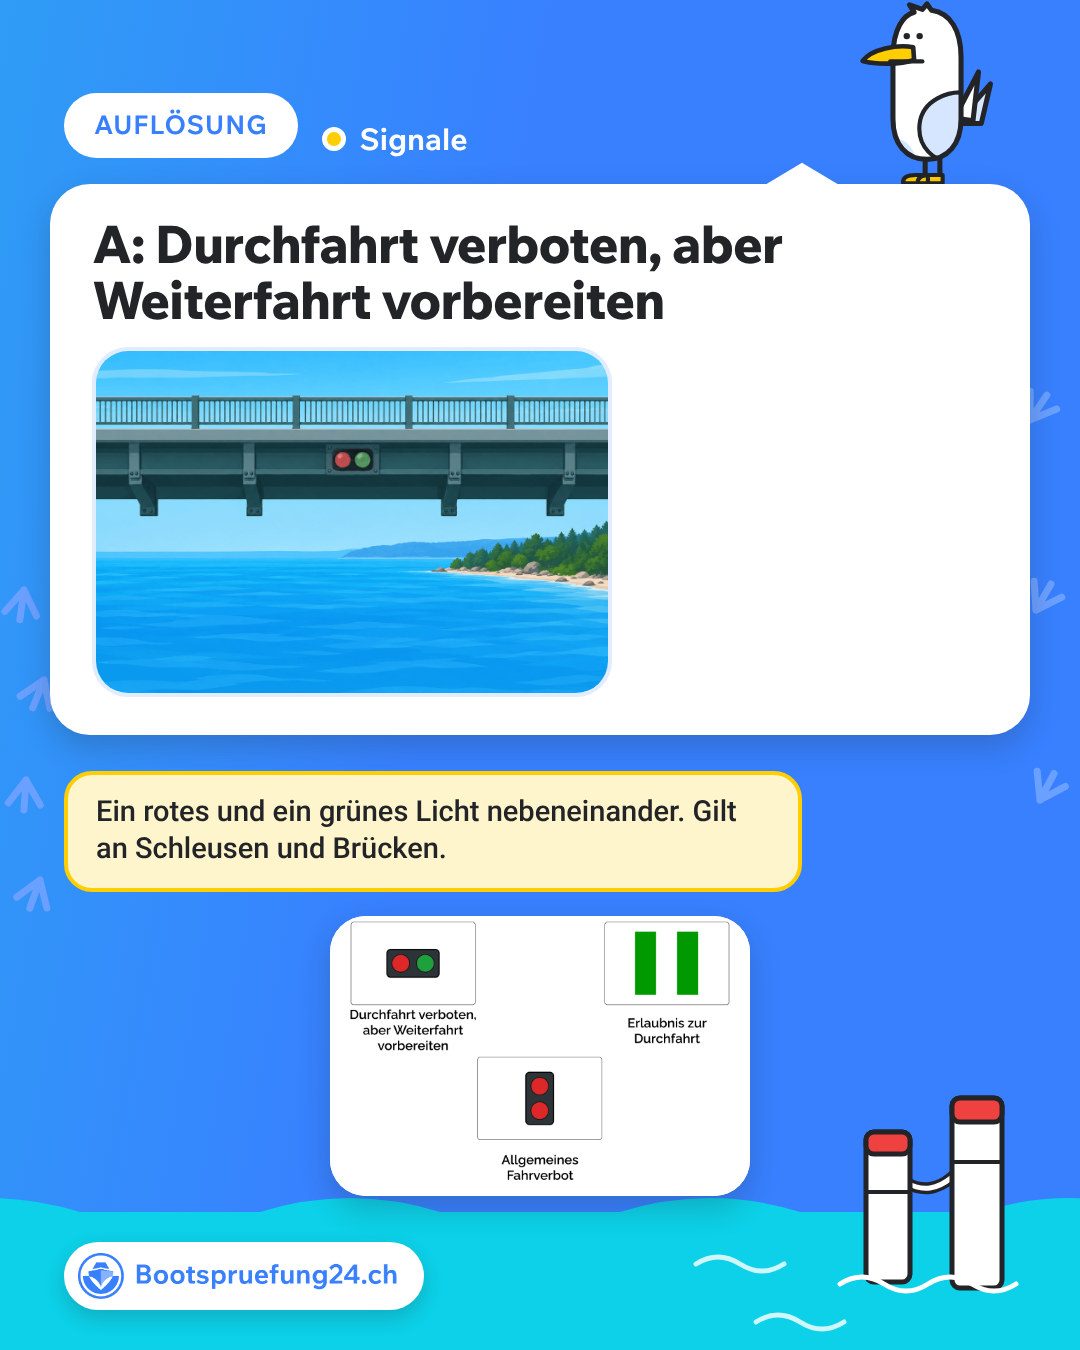 AUFLÖSUNG
Signale
A: Durchfahrt verboten, aber
Weiterfahrt vorbereiten
Ein rotes und ein grünes Licht nebeneinander. Gilt
an Schleusen und Brücken.
Durchfahrt verboten,
aber Weiterfahrt
vorbereiten
Erlaubnis zur
Durchfahrt
Allgemeines
Fahrverbot
Bootspruefung24.ch